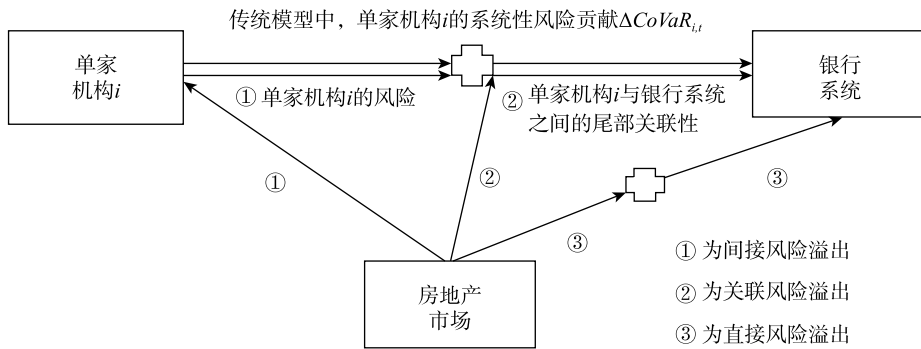 传统模型中，单家机构i的系统性风险贡献ΔCoVaRi,t
单家
机构i
①单家机构i的风险
②单家机构i与银行系统
之间的尾部关联性
银行
系统
①
②
③
③
房地产
市场
①为间接风险溢出
②为关联风险溢出
③为直接风险溢出